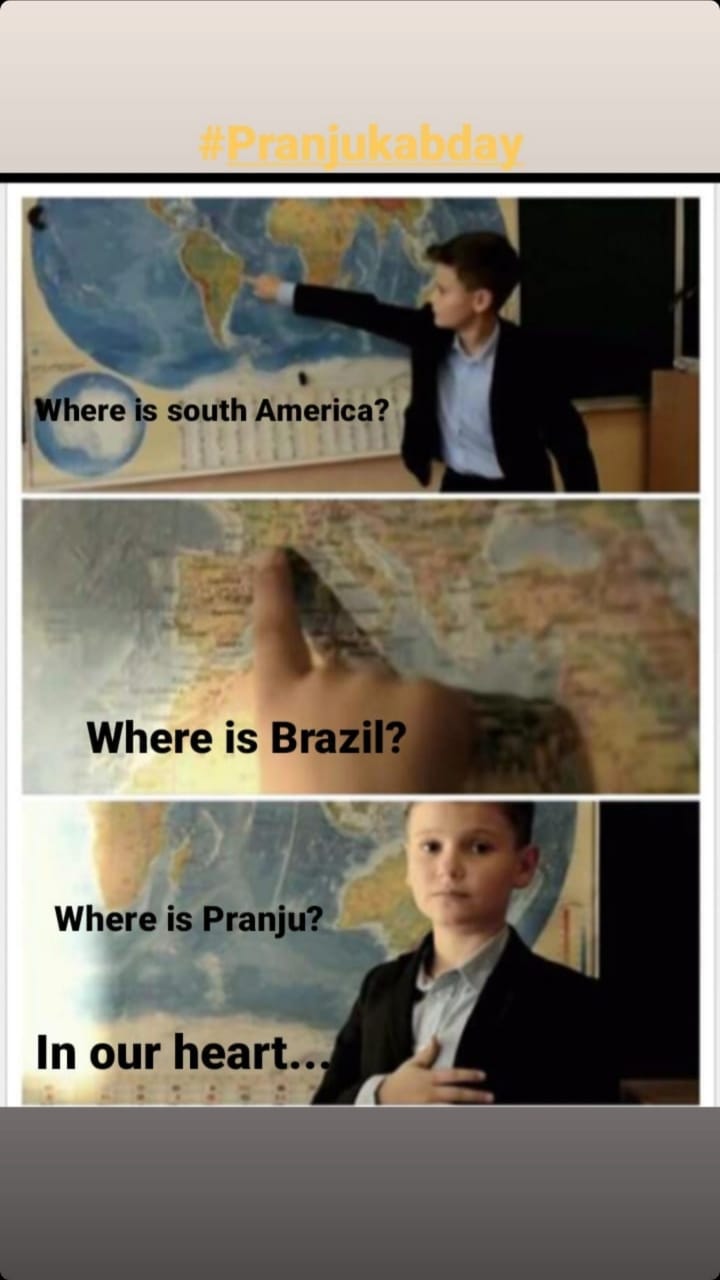 #Pranjukabday
Where is south America?
Where is Brazil?
Where is Pranju?
In our heart...